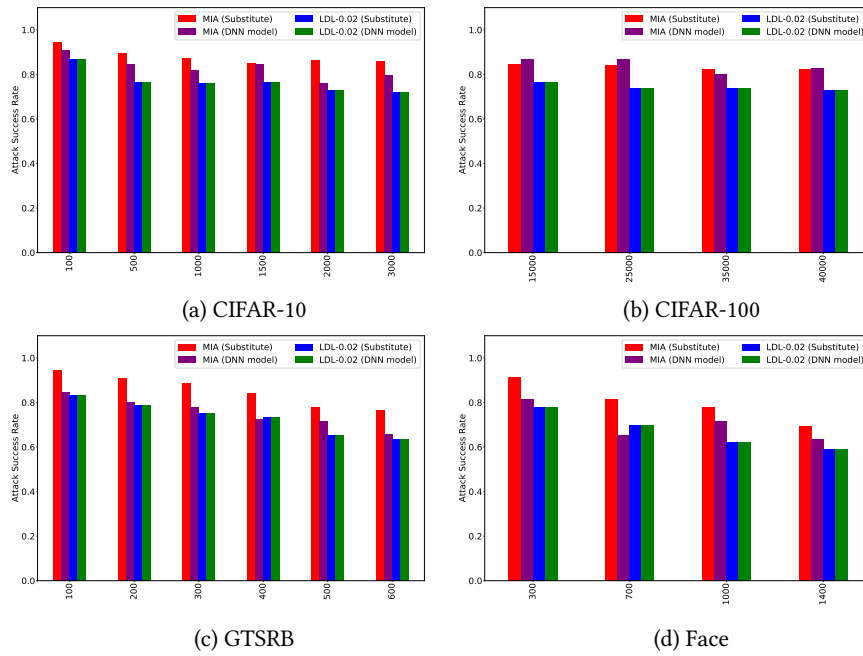 MIA (Substitute) LDL-0.02 (Substitute)
MIA (DNN model) LDL-0.02 (DNN model)
Attack Success Rate
1.0
0.8
0.6
0.4
0.2
0.0
100 500 1000 1500 2000 3000
(a) CIFAR-10
MIA (Substitute) LDL-0.02 (Substitute)
MIA (DNN model) LDL-0.02 (DNN model)
Attack Success Rate
1.0
0.8
0.6
0.4
0.2
0.0
15000 25000 35000 40000
(b) CIFAR-100
MIA (Substitute) LDL-0.02 (Substitute)
MIA (DNN model) LDL-0.02 (DNN model)
Attack Success Rate
1.0
0.8
0.6
0.4
0.2
0.0
100 200 300 400 500 600
(c) GTSRB
MIA (Substitute) LDL-0.02 (Substitute)
MIA (DNN model) LDL-0.02 (DNN model)
Attack Success Rate
1.0
0.8
0.6
0.4
0.2
0.0
300 700 1000 1400
(d) Face